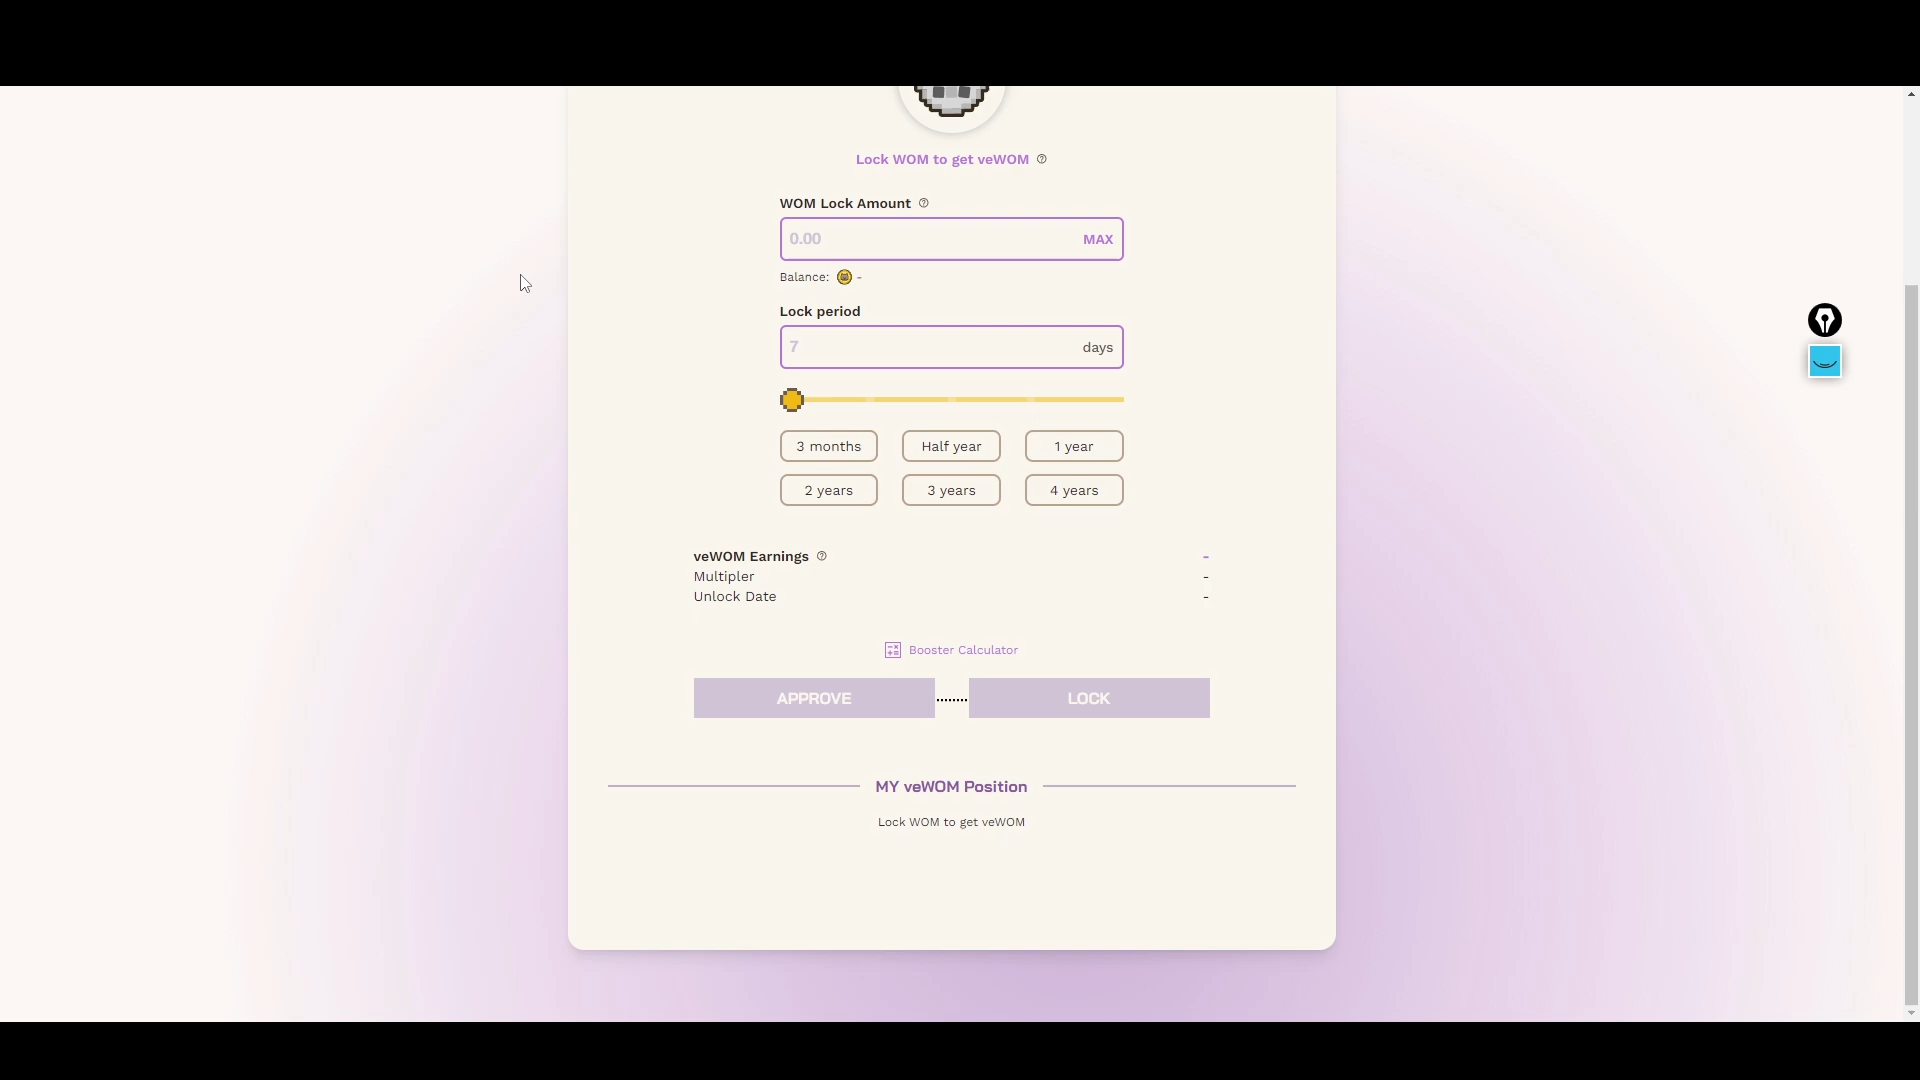 Lock WOM to get veWOM
WOM Lock Amount
0.00 MAX
Balance: -
Lock period
7 days
3 months Half year 1 year
2 years 3 years 4 years
veWOM Earnings -
Multipler -
Unlock Date -
Booster Calculator
APPROVE LOCK
MY veWOM Position
Lock WOM to get veWOM